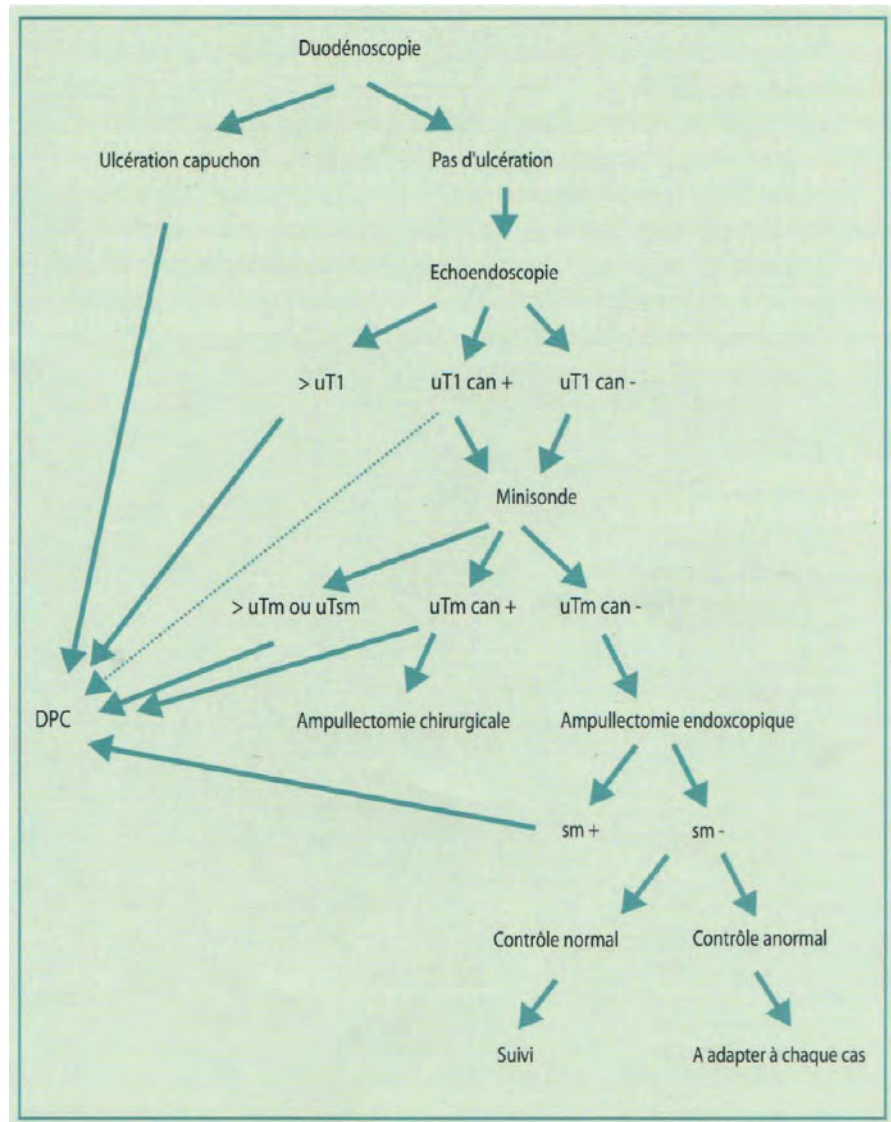 Duodénoscopie
Ulcération capuchon
Pas d'ulcération
Echoendoscopie
> uT1
uT1 can +
uT1 can -
Minisonde
> uTm ou uTsm
uTm can +
uTm can -
DPC
Ampullectomie chirurgicale
Ampullectomie endoxcopique
sm +
sm -
Contrôle normal
Contrôle anormal
Suivi
A adapter à chaque cas